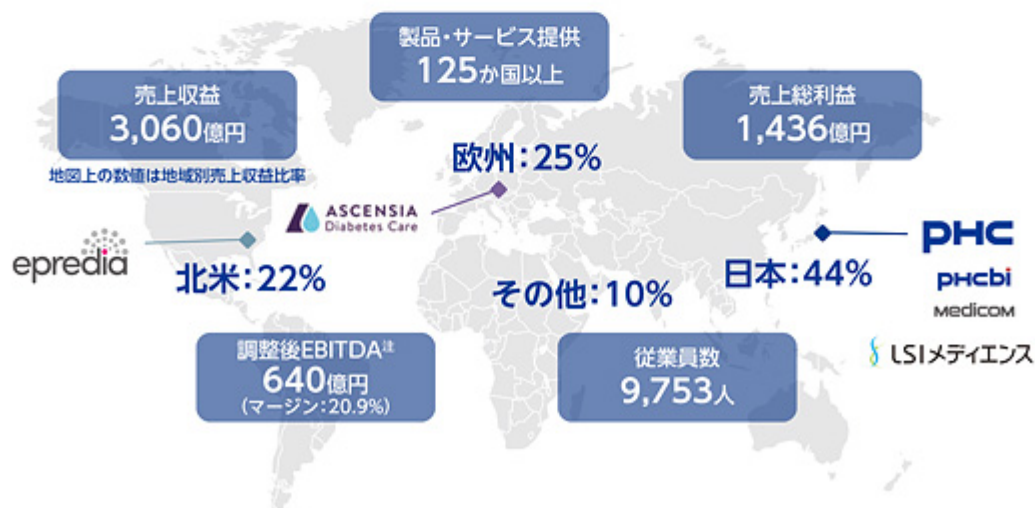 製品・サービス提供
125か国以上
売上収益
3,060億円
売上総利益
1,436億円
地図上の数値は地域別売上収益比率
欧州：25%
ASCENSIA
Diabetes Care
epredia
北米：22%
その他：10%
日本：44%
PHC
PHCbi
Medicom
LSIメディエンス
調整後EBITDA注
640億円
（マージン：20.9%）
従業員数
9,753人